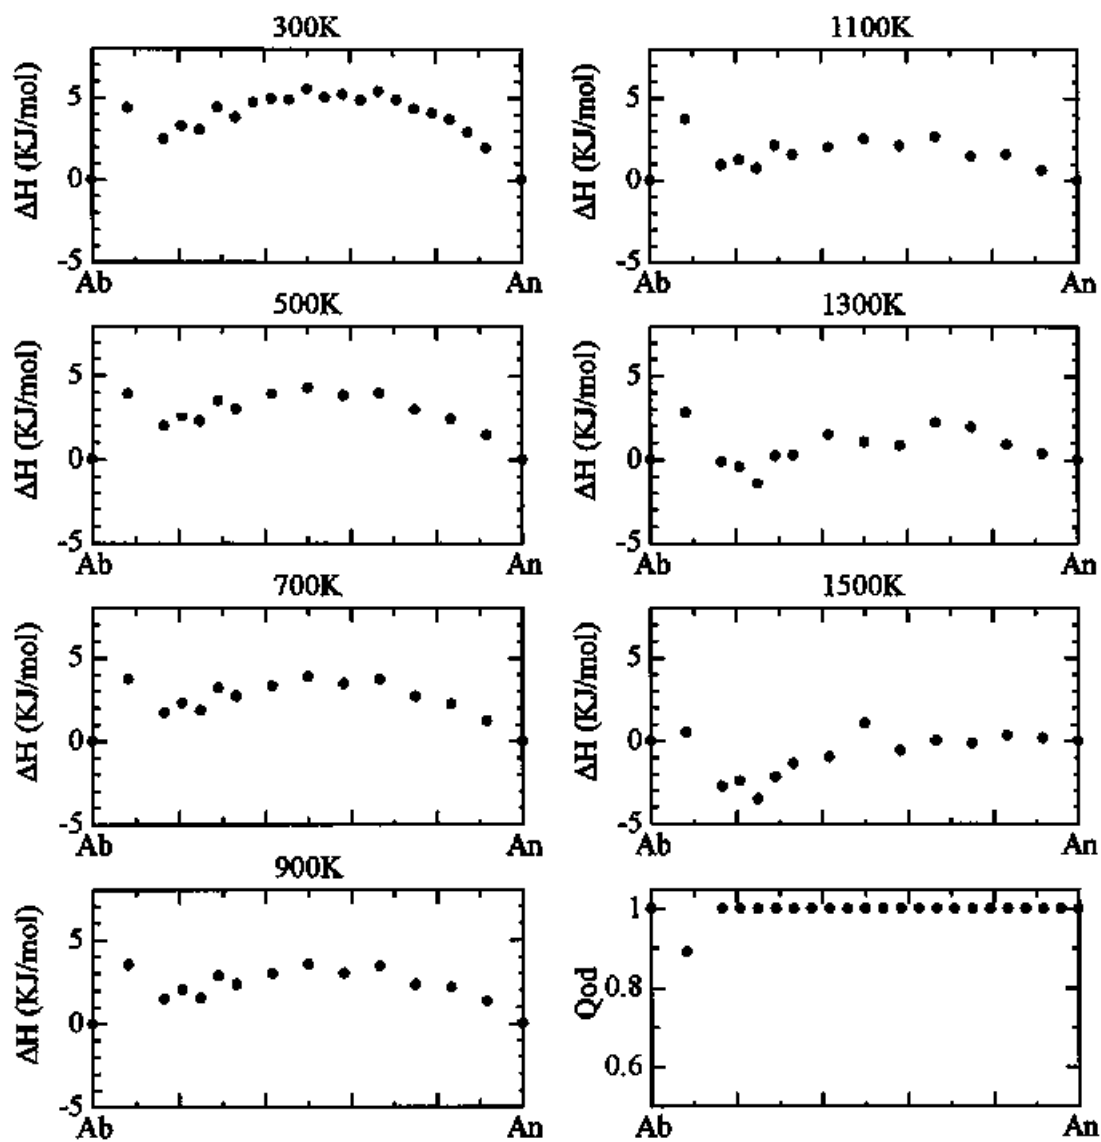 300K
ΔH (KJ/mol)
5
0
-5
Ab
An
1100K
ΔH (KJ/mol)
5
0
-5
Ab
An
500K
ΔH (KJ/mol)
5
0
-5
Ab
An
1300K
ΔH (KJ/mol)
5
0
-5
Ab
An
700K
ΔH (KJ/mol)
5
0
-5
Ab
An
1500K
ΔH (KJ/mol)
5
0
-5
Ab
An
900K
ΔH (KJ/mol)
5
0
-5
Ab
An
Qod
1
0.8
0.6
Ab
An